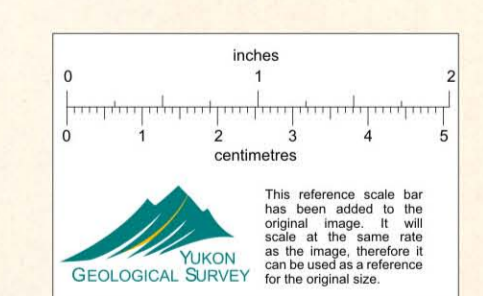 inches
0 1 2
0 1 2 3 4 5
centimetres
YUKON
GEOLOGICAL SURVEY
This reference scale bar
has been added to the
original image. It will
scale at the same rate
as the image, therefore it
can be used as a reference
for the original size.